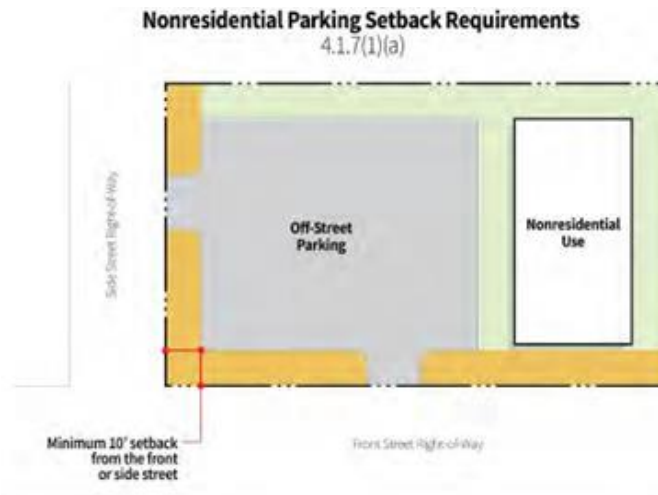 Nonresidential Parking Setback Requirements
4.1.7(1)(a)
Side Street Right-of-Way
Off-Street
Parking
Nonresidential
Use
Minimum 10' setback
from the front
or side street
Front Street Right-of-Way